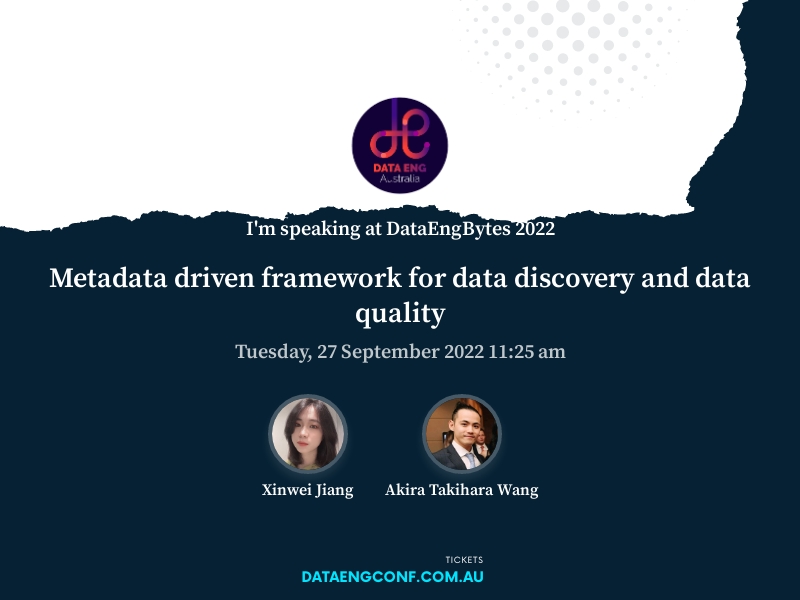 DATA ENG
Australia
I'm speaking at DataEngBytes 2022
Metadata driven framework for data discovery and data
quality
Tuesday, 27 September 2022 11:25 am
Xinwei Jiang
Akira Takihara Wang
TICKETS
DATAENGCONF.COM.AU